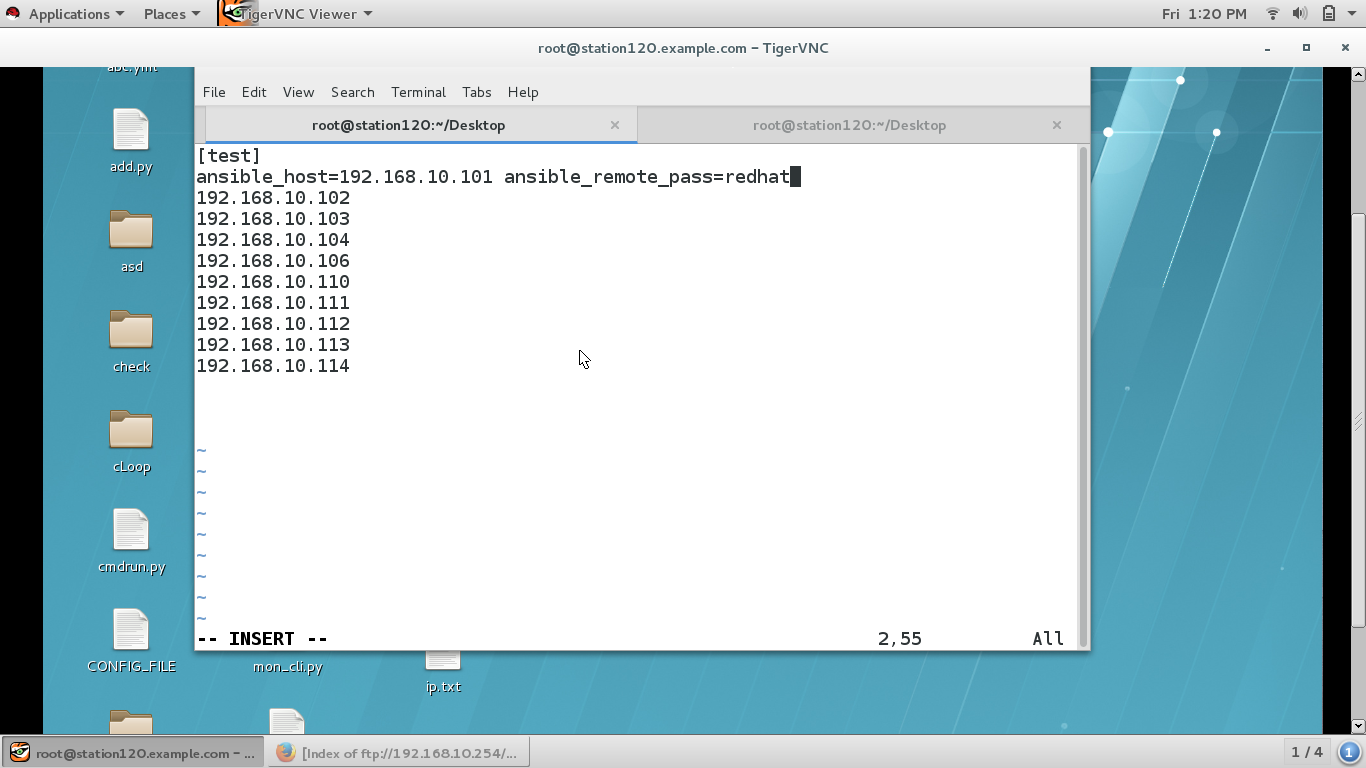 Applications Places TigerVNC Viewer Fri 1:20 PM
root@station120.example.com - TigerVNC
File Edit View Search Terminal Tabs Help
root@station120:~/Desktop root@station120:~/Desktop
[test]
ansible_host=192.168.10.101 ansible_remote_pass=redhat
192.168.10.102
192.168.10.103
192.168.10.104
192.168.10.106
192.168.10.110
192.168.10.111
192.168.10.112
192.168.10.113
192.168.10.114
~
~
~
~
~
~
~
~
~
-- INSERT -- 2,55 All
abc.yml
add.py
asd
check
cLoop
cmdrun.py
CONFIG_FILE
mon_cli.py
ip.txt
root@station120.example.com - ... [Index of ftp://192.168.10.254/... 1 / 4 1